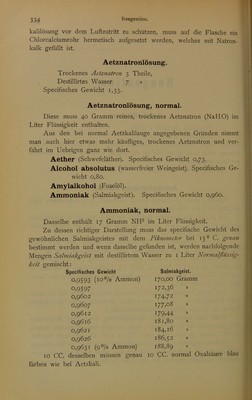 334 Reagentien.
kalilösung vor dem Luftzutritt zu schützen, muss auf die Flasche ein
Chlorcalciumrohr hermetisch aufgesetzt werden, welches mit Natron-
kalk gefüllt ist.
Aetznatronlösung.
Trockenes Aetznatron 3 Theile,
Destillirtes Wasser 7 »
Specifisches Gewicht 1,33.
Aetznatronlösung, normal.
Diese muss 40 Gramm reines, trockenes Aetznatron (NaHO) im
Liter Flüssigkeit enthalten.
Aus den bei normal Aetzkalilauge angegebenen Gründen nimmt
man auch hier etwas mehr käufliges, trockenes Aetznatron und ver-
fährt im Uebrigen ganz wie dort.
Aether (Schwefeläther). Specifisches Gewicht 0,73.
Alcohol absolutus (wasserfreier Weingeist). Specifisches Ge-
wicht 0,80.
Amylalkohol (Fuselöl).
Ammoniak (Salmiakgeist). Specifisches Gewicht 0,960.
Ammoniak, normal.
Dasselbe enthält 17 Gramm NH³ im Liter Flüssigkeit.
Zu dessen richtiger Darstellung muss das specifische Gewicht des
gewöhnlichen Salmiakgeistes mit dem Piknometer bei 15° C. genau
bestimmt werden und wenn dasselbe gefunden ist, werden nachfolgende
Mengen Salmiakgeist mit destillirtem Wasser zu 1 Liter Normalflüssig-
keit gemischt:
Specifisches Gewicht Salmiakgeist.
0,9593 (10% Ammon) 170,00 Gramm
0,9597 172,36 »
0,9602 174,72 »
0,9607 177,08 »
0,9612 179,44 »
0,9616 181,80 »
0,9621 184,16 »
0,9626 186,52 »
0,9631 (9% Ammon) 188,89 »
10 CC. desselben müssen genau 10 CC. normal Oxalsäure blau
färben wie bei Aetzkali.